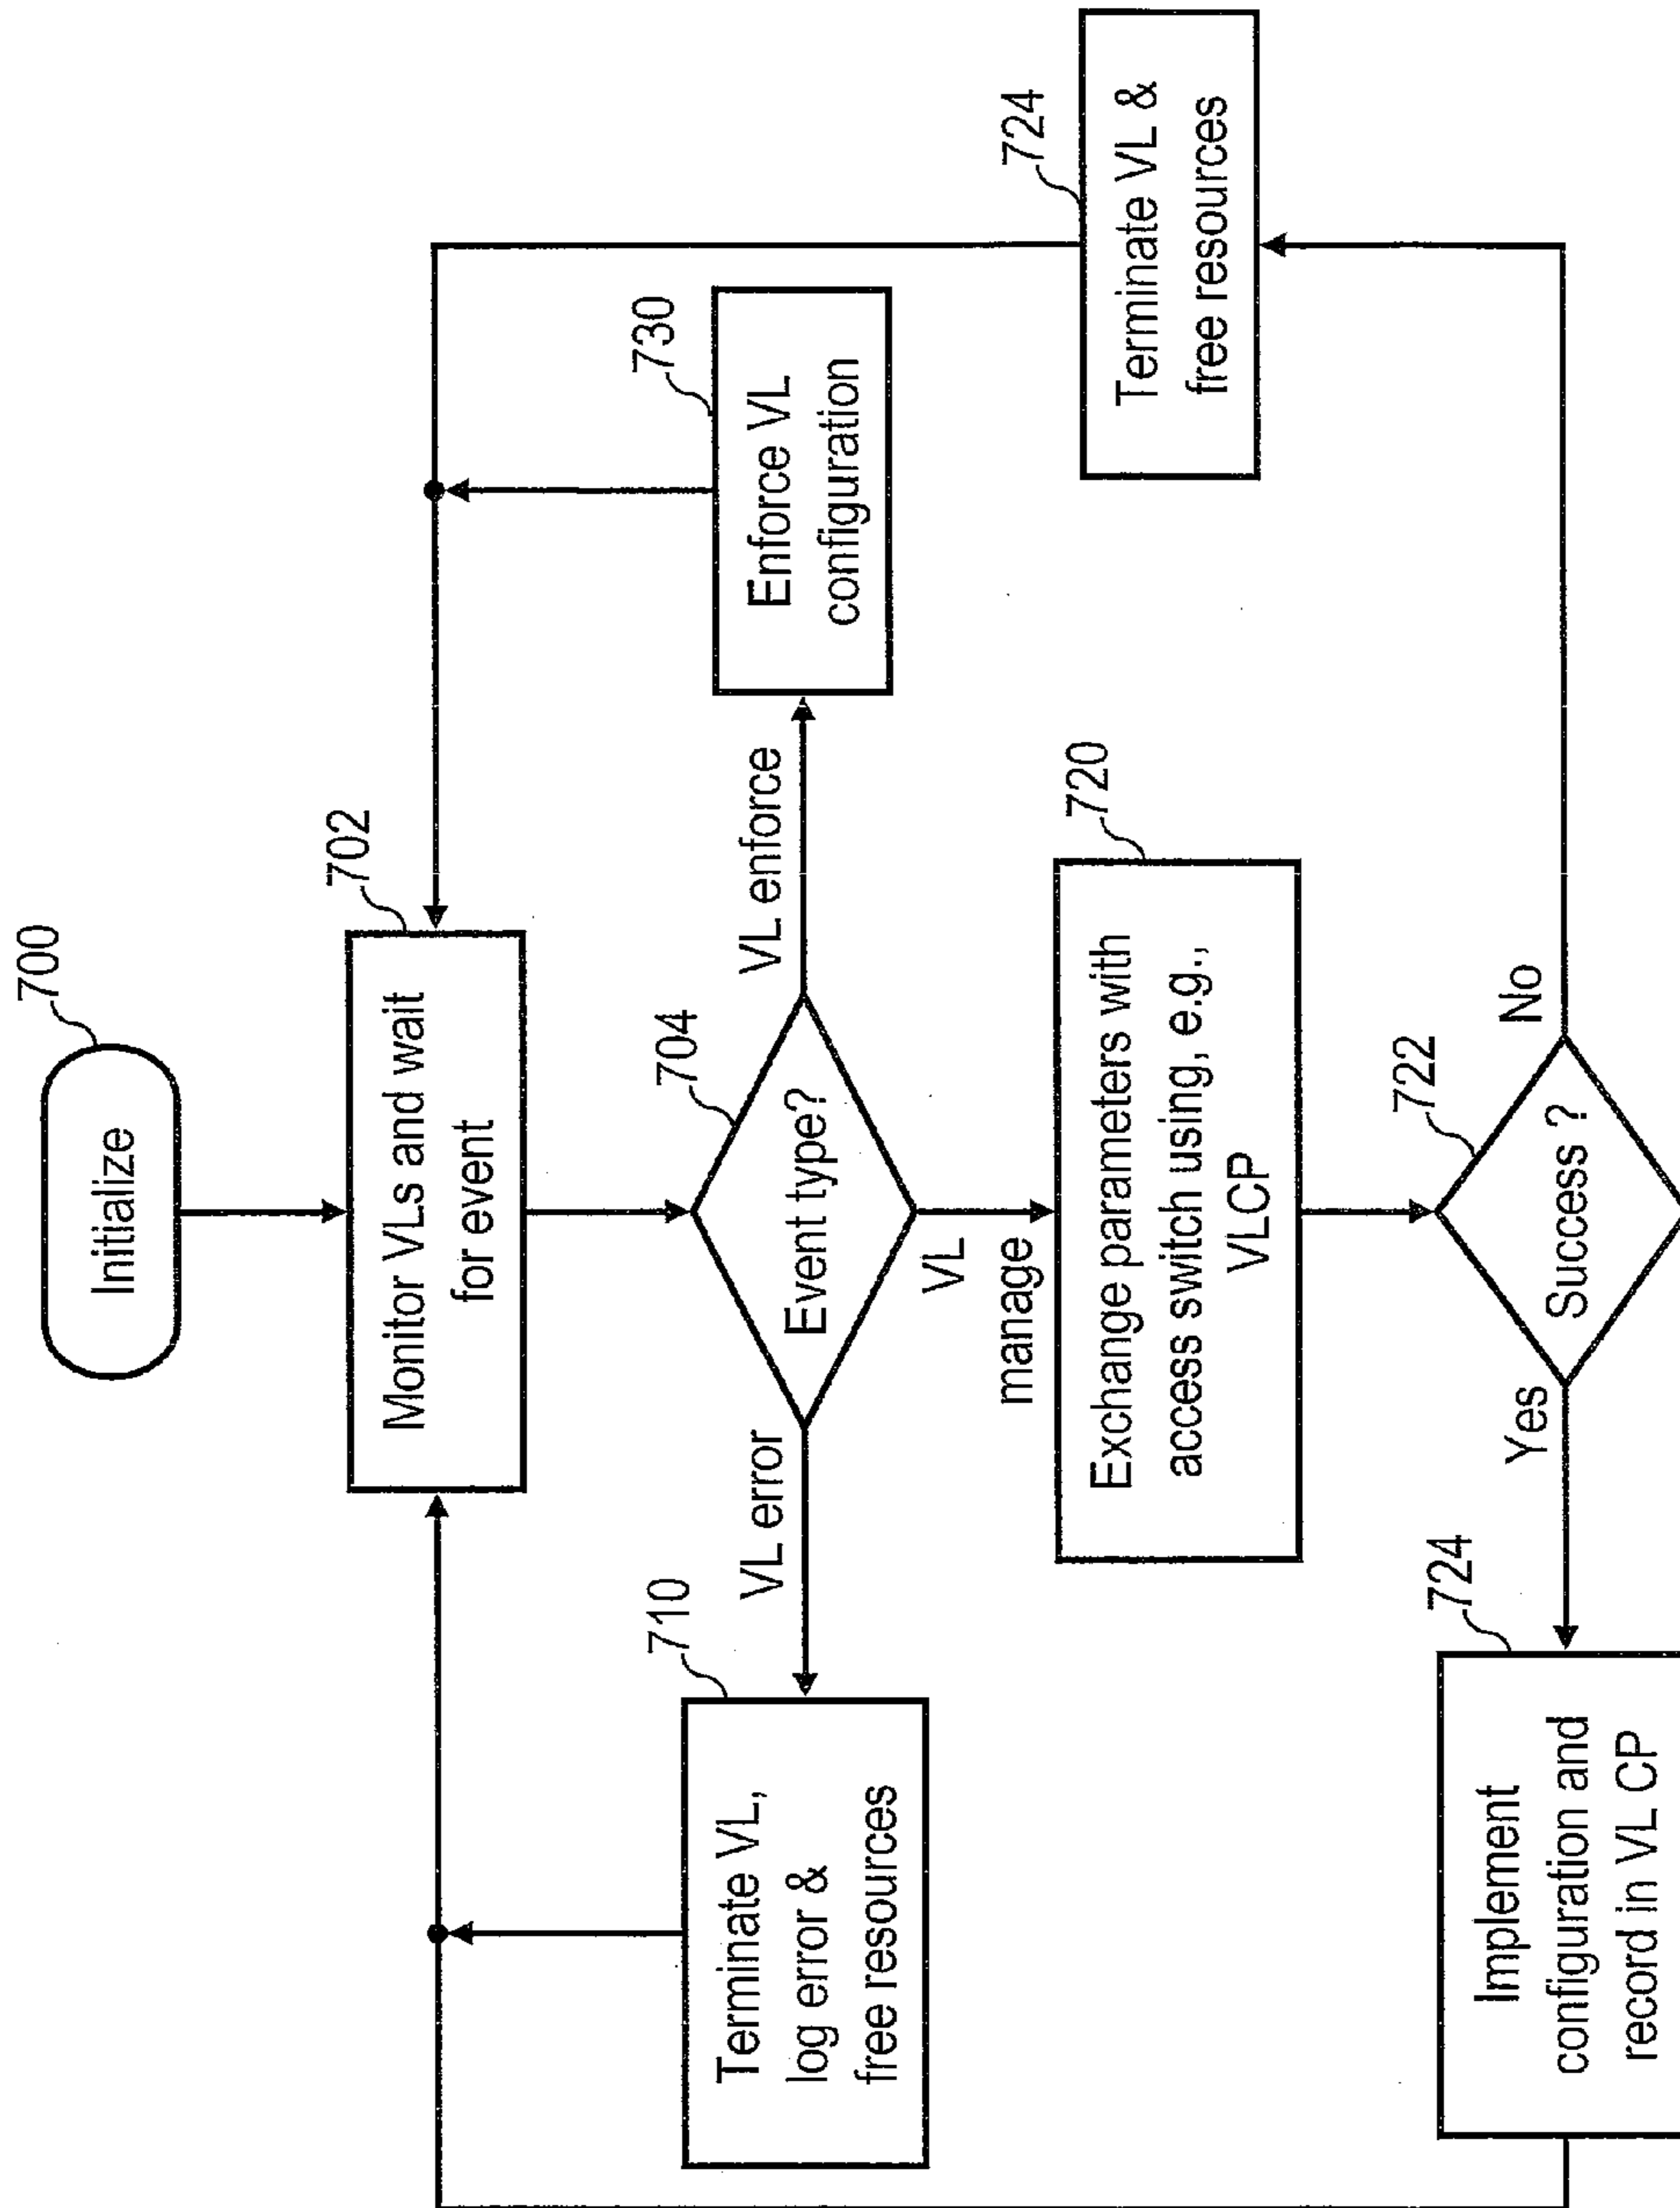 700
Initialize
702
Monitor VLs and wait
for event
704
Event type?
VL error
VL enforce
VL
manage
710
Terminate VL,
log error &
free resources
730
Enforce VL
configuration
720
Exchange parameters with
access switch using, e.g.,
VLCP
724
Terminate VL &
free resources
722
Success ?
Yes
No
724
Implement
configuration and
record in VL CP